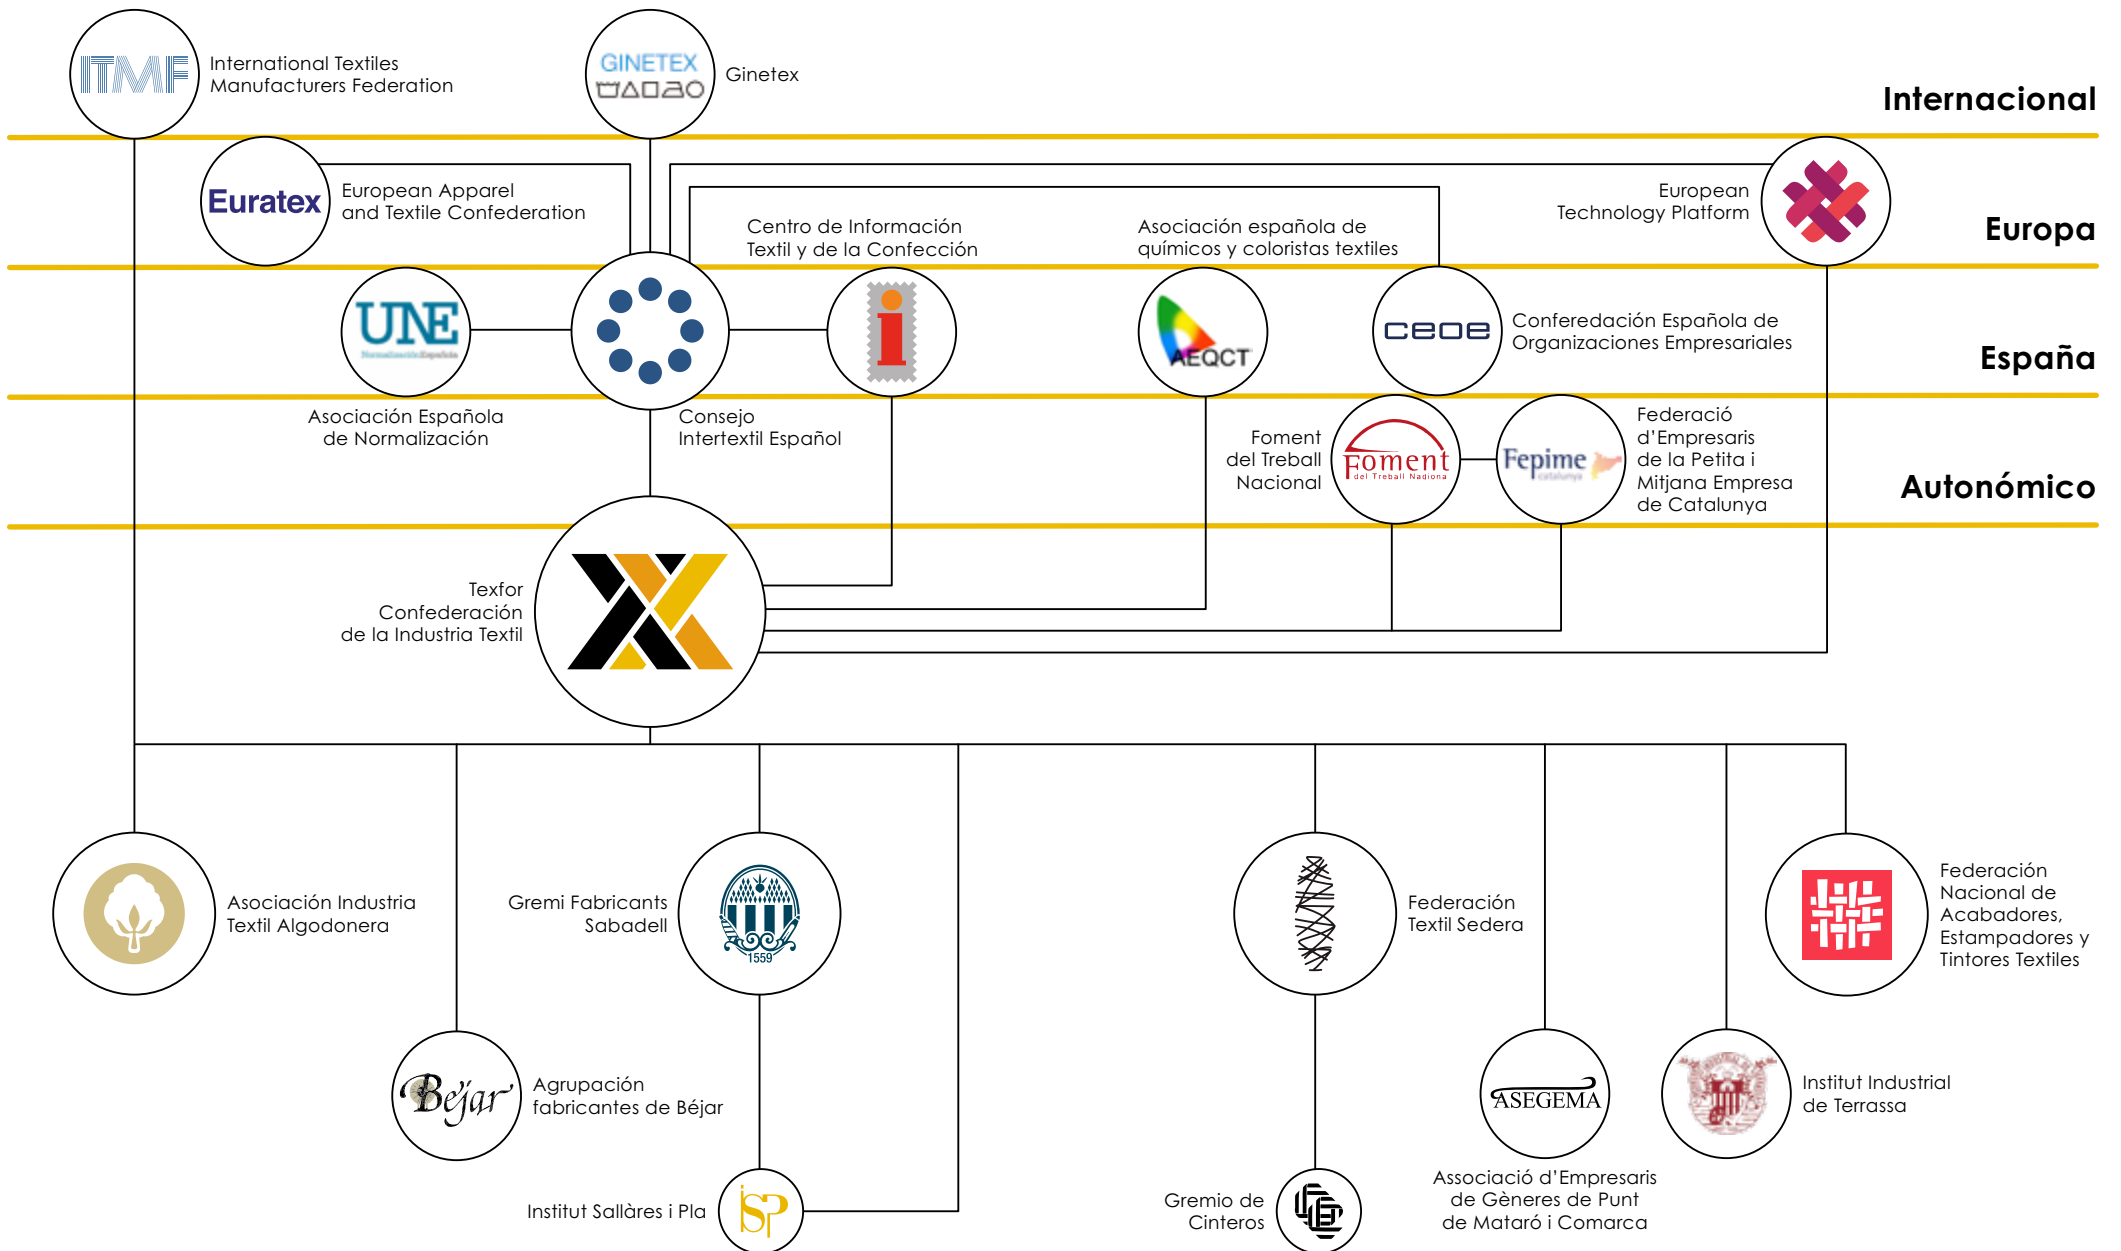 ITMF
International Textiles
Manufacturers Federation
GINETEX
Ginetex
Internacional
Euratex
European Apparel
and Textile Confederation
European
Technology Platform
Europa
Centro de Información
Textil y de la Confección
Asociación española de
químicos y coloristas textiles
UNE
NormalizaciónEspañola
i
AEQCT
ceoe
Conferedación Española de
Organizaciones Empresariales
España
Asociación Española
de Normalización
Consejo
Intertextil Español
Foment
del Treball
Nacional
Foment
del Treball Nadiona
Fepime
catalunya
Federació
d'Empresaris
de la Petita i
Mitjana Empresa
de Catalunya
Autonómico
Texfor
Confederación
de la Industria Textil
Asociación Industria
Textil Algodonera
Gremi Fabricants
Sabadell
1559
Federación
Textil Sedera
Federación
Nacional de
Acabadores,
Estampadores y
Tintores Textiles
Béjar
Agrupación
fabricantes de Béjar
ASEGEMA
Associació d'Empresaris
de Gèneres de Punt
de Mataró i Comarca
Institut Industrial
de Terrassa
Institut Sallàres i Pla
iSP
Gremio de
Cinteros